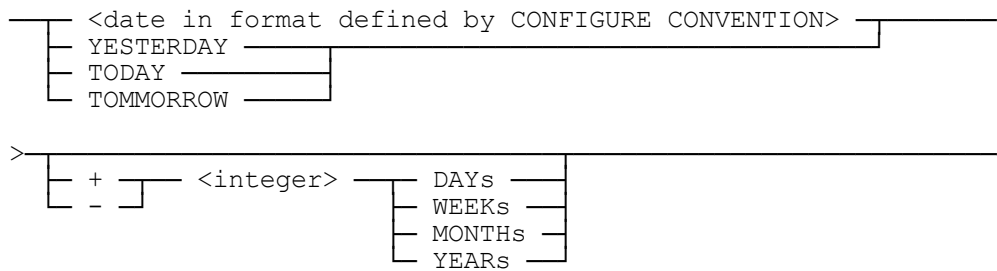 <date in format defined by CONFIGURE CONVENTION>
YESTERDAY
TODAY
TOMMORROW
>
+ <integer> DAYs
- WEEKs
MONTHs
YEARs